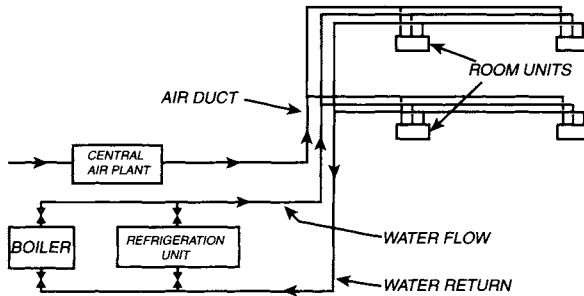 ROOM UNITS
AIR DUCT
CENTRAL
AIR PLANT
BOILER
REFRIGERATION
UNIT
WATER FLOW
WATER RETURN